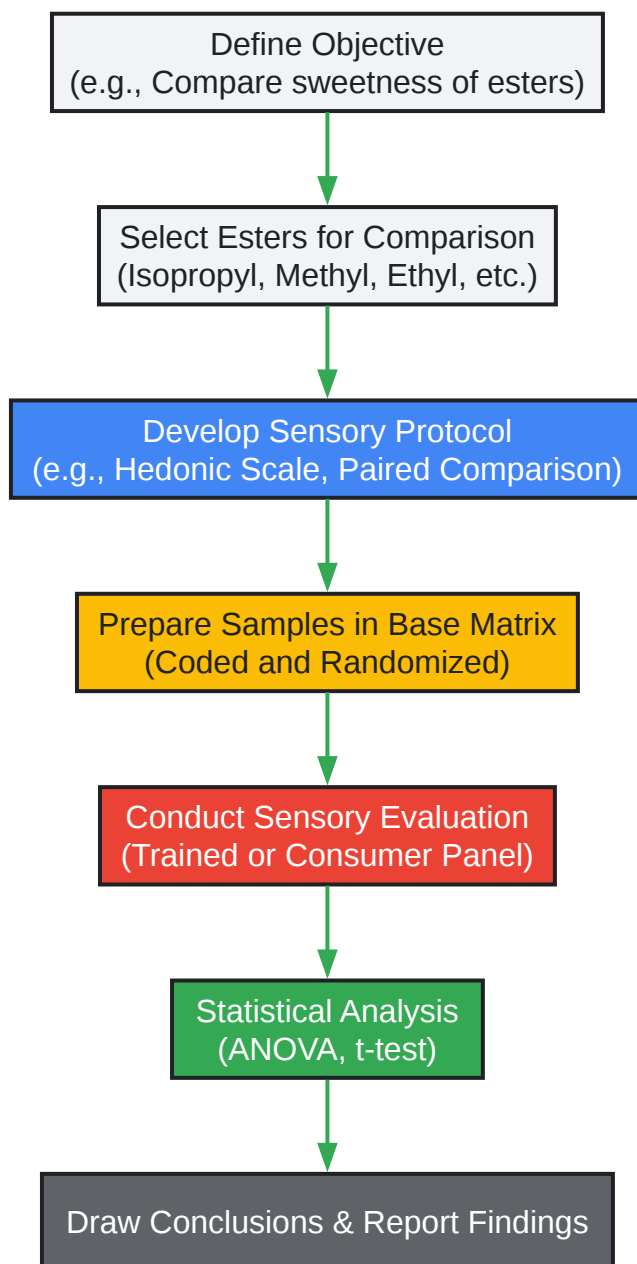 Define Objective
(e.g., Compare sweetness of esters)
Select Esters for Comparison
(Isopropyl, Methyl, Ethyl, etc.)
Develop Sensory Protocol
(e.g., Hedonic Scale, Paired Comparison)
Prepare Samples in Base Matrix
(Coded and Randomized)
Conduct Sensory Evaluation
(Trained or Consumer Panel)
Statistical Analysis
(ANOVA, t-test)
Draw Conclusions & Report Findings